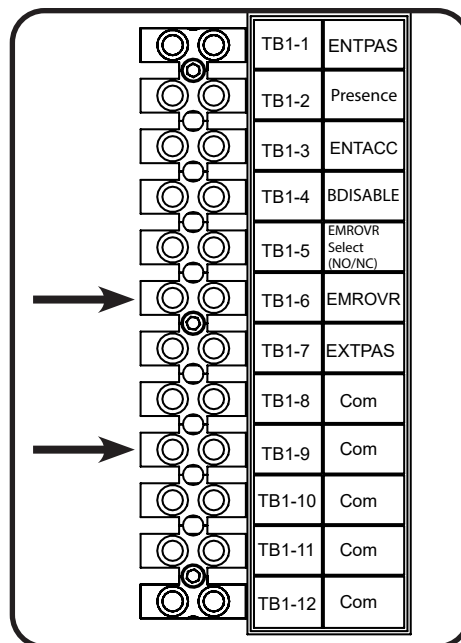 TB1-1 ENTPAS
TB1-2 Presence
TB1-3 ENTACC
TB1-4 BDISABLE
TB1-5 EMROVR
Select
(NO/NC)
TB1-6 EMROVR
TB1-7 EXTPAS
TB1-8 Com
TB1-9 Com
TB1-10 Com
TB1-11 Com
TB1-12 Com